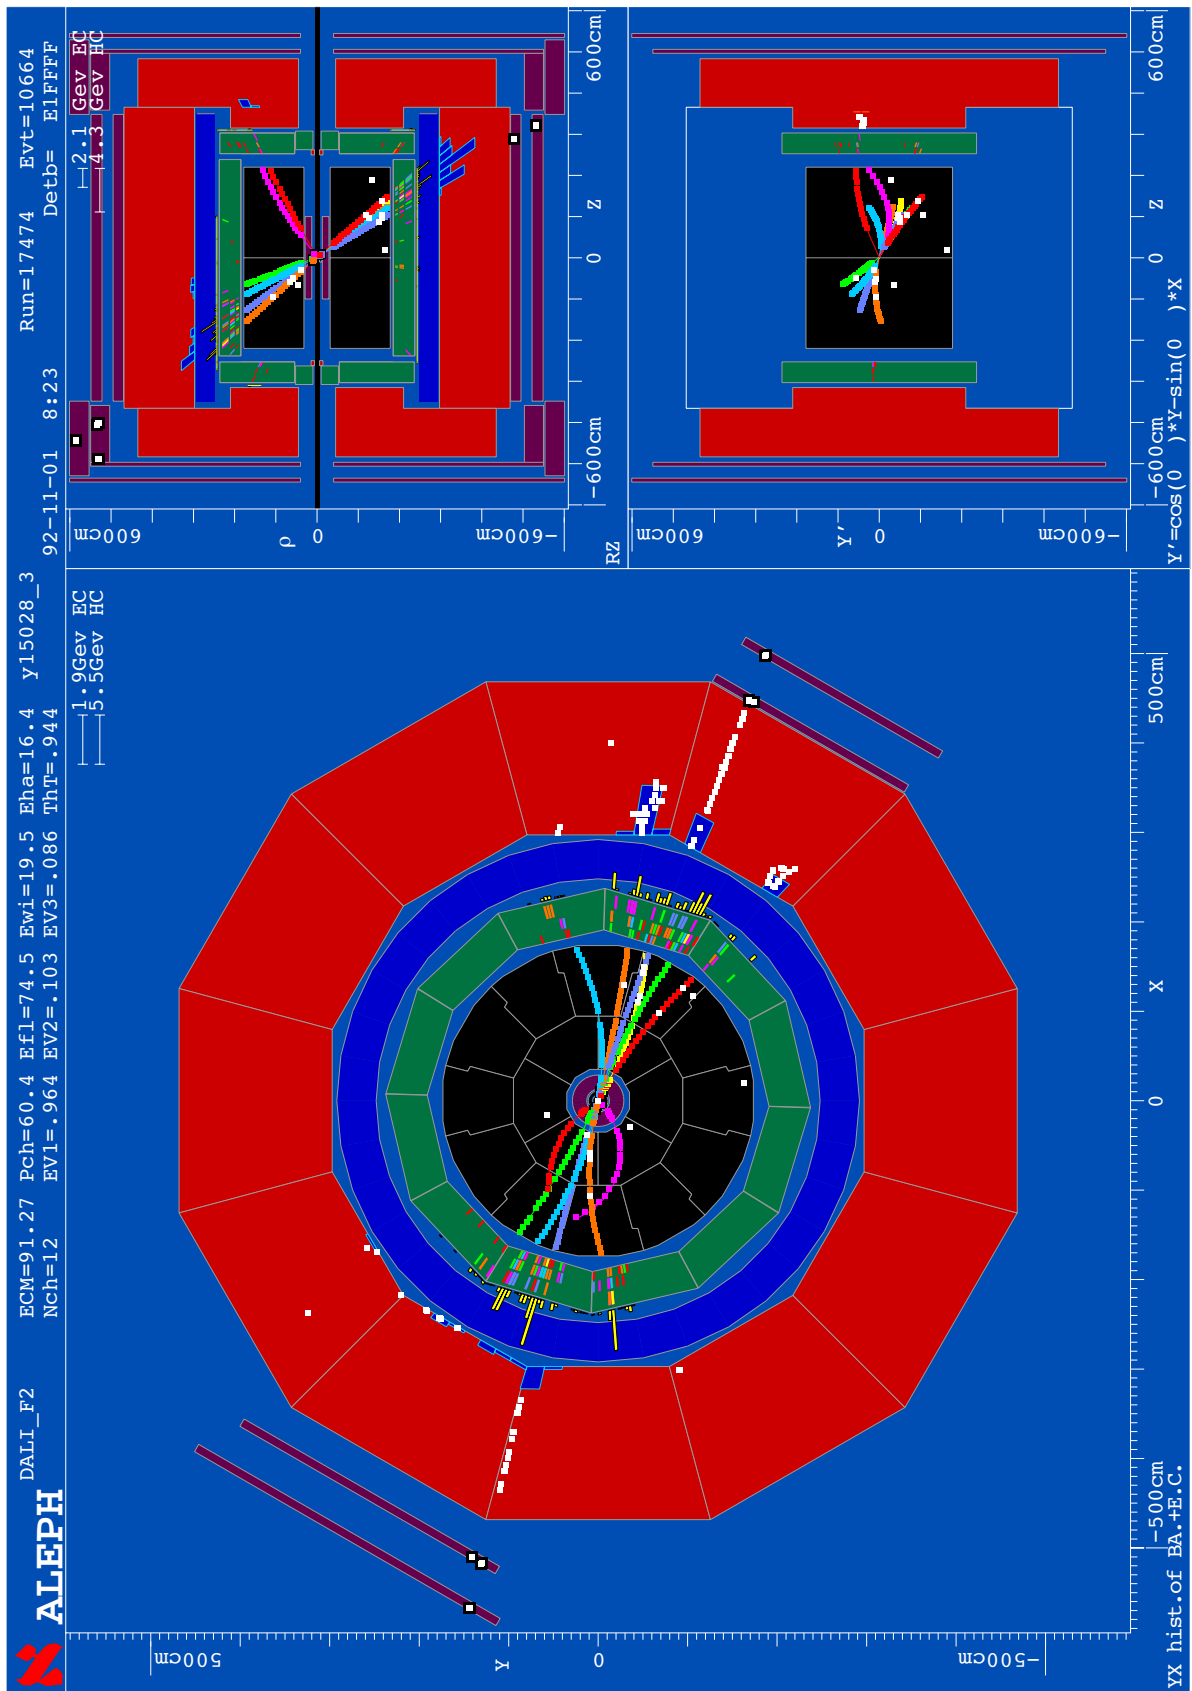 ALEPH
DALI_F2
ECM=91.27 Pch=60.4 Efl=74.5 Ewi=19.5 Eha=16.4 y15028_3
Nch=12 EV1=.964 EV2=.103 EV3=.086 ThT=.944
92-11-01 8:23
Run=17474 Evt=10664
Detb= E1FFFF
1.9Gev EC
5.5Gev HC
500cm
Y
0
-500cm
-500cm
0
X
500cm
YX hist.of BA.+E.C.
2.1 Gev EC
4.3 Gev HC
600cm
ρ
0
-600cm
-600cm
0
Z
600cm
RZ
600cm
Y'
0
-600cm
-600cm
0
Z
600cm
Y'=cos(0 )*Y-sin(0 )*X